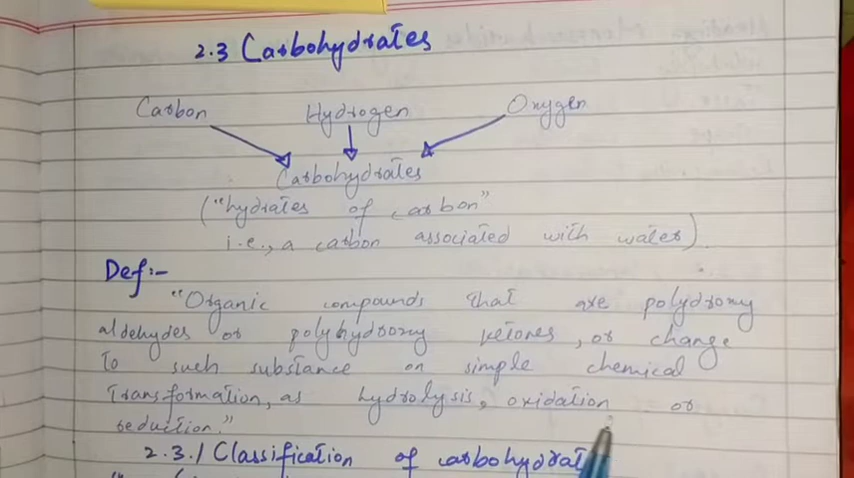 2.3 Carbohydrates
Carbon Hydrogen Oxygen
Carbohydrates
("hydrates of carbon"
i.e., a carbon associated with water).
Def:-
"Organic compounds that are polydroxy
aldehydes or polyhydroxy ketones, or change
to such substance on simple chemical
transformation, as hydrolysis, oxidation or
reduction."
2.3.1 Classification of carbohydrat